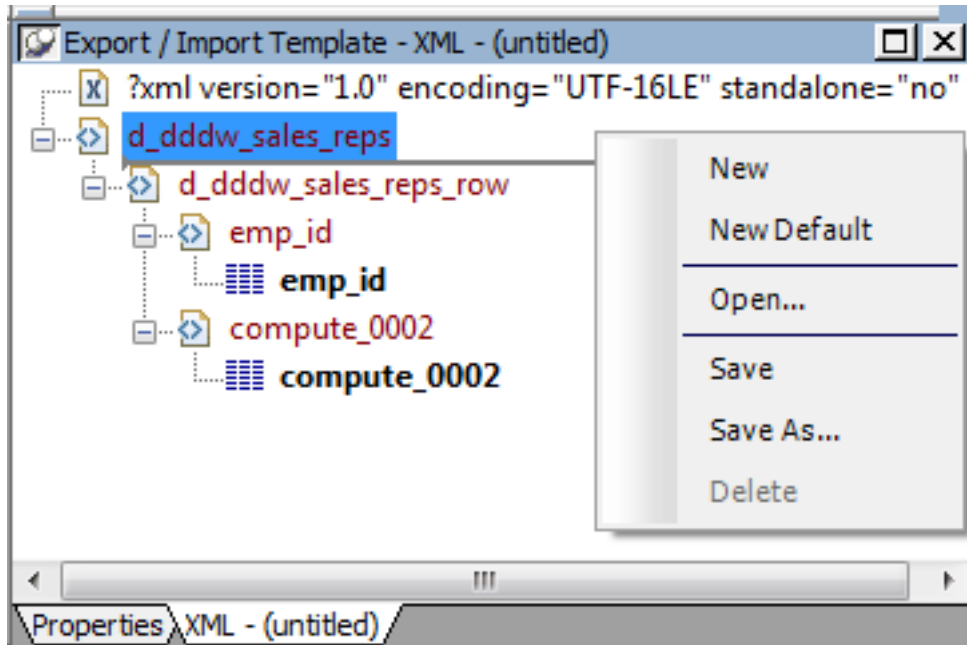 Export / Import Template - XML - (untitled)
?xml version="1.0" encoding="UTF-16LE" standalone="no"
d_dddw_sales_reps
d_dddw_sales_reps_row
emp_id
emp_id
compute_0002
compute_0002
New
New Default
Open...
Save
Save As...
Delete
Properties
XML - (untitled)